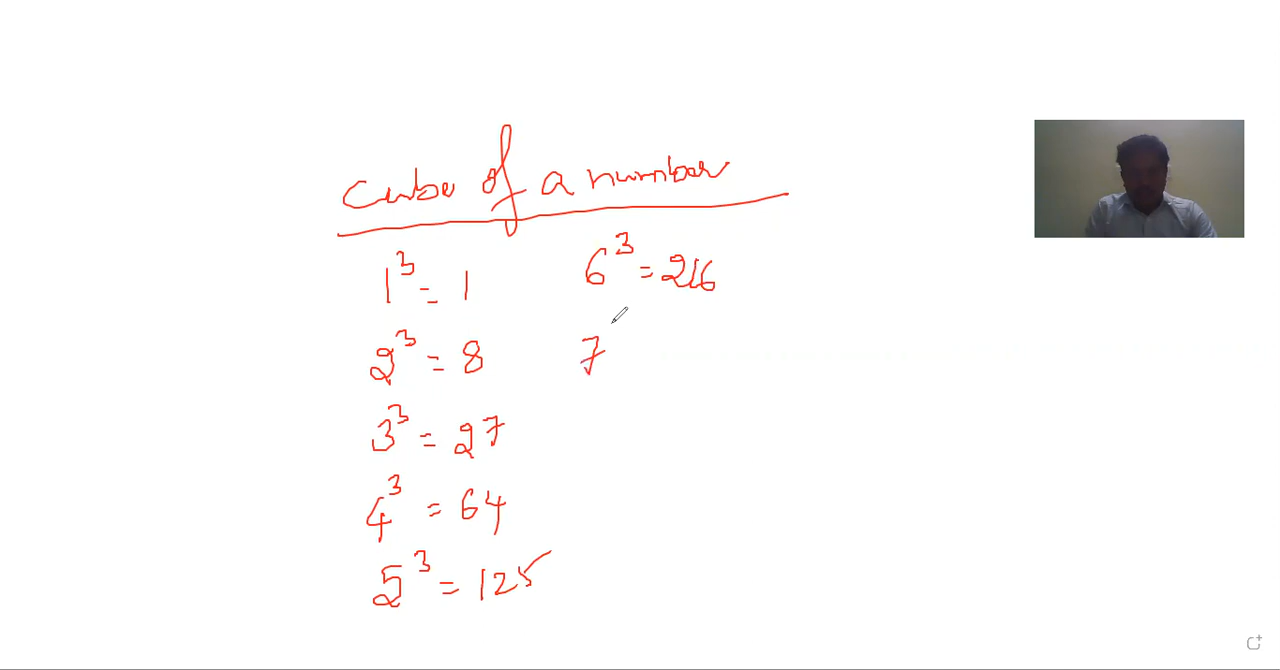 Cube of a number
1³ = 1
2³ = 8
3³ = 27
4³ = 64
5³ = 125
6³ = 216
7